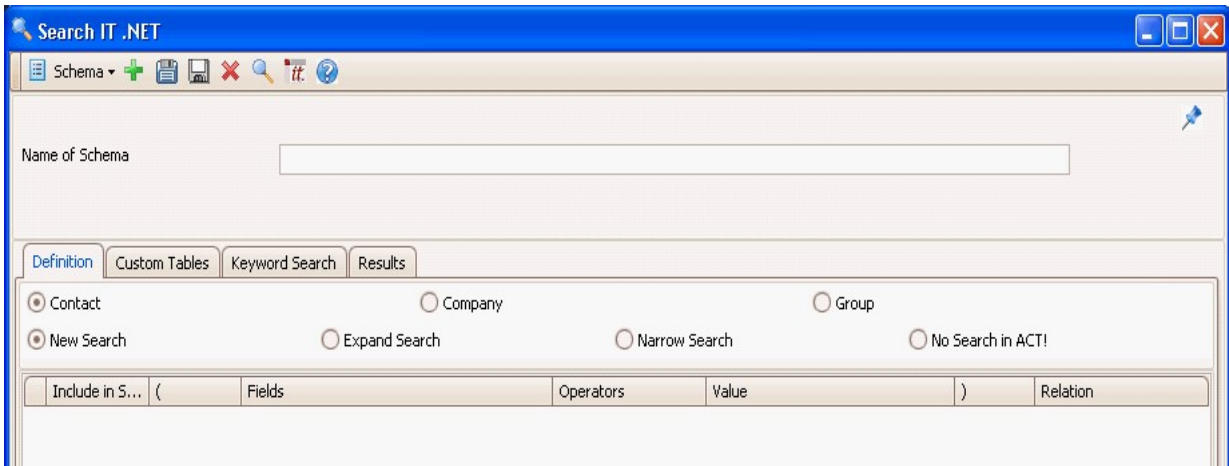 Search IT .NET
Schema it. ?
Name of Schema
Definition Custom Tables Keyword Search Results
Contact Company Group
New Search Expand Search Narrow Search No Search in ACT!
Include in S... ( Fields Operators Value ) Relation